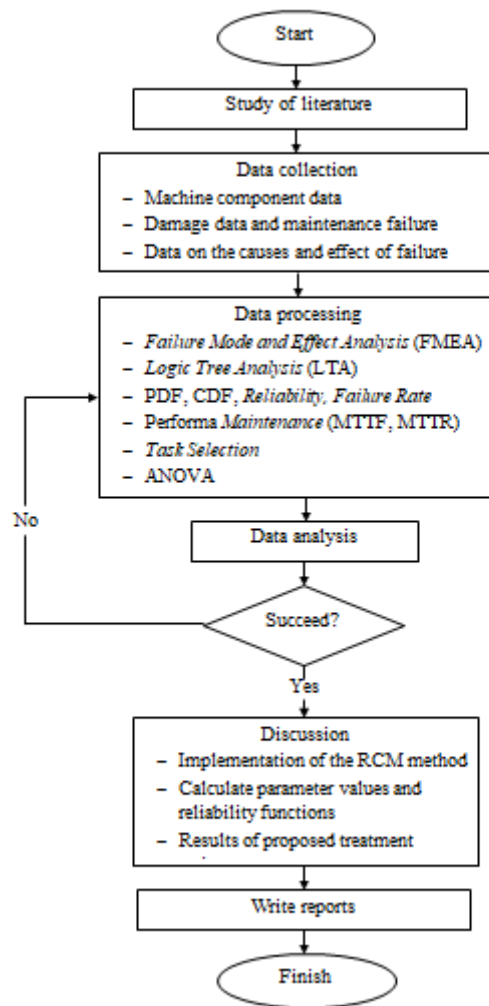 Start
Study of literature
Data collection
– Machine component data
– Damage data and maintenance failure
– Data on the causes and effect of failure
Data processing
– Failure Mode and Effect Analysis (FMEA)
– Logic Tree Analysis (LTA)
– PDF, CDF, Reliability, Failure Rate
– Performa Maintenance (MTTF, MTTR)
– Task Selection
– ANOVA
No
Data analysis
Succeed?
Yes
Discussion
– Implementation of the RCM method
– Calculate parameter values and
reliability functions
– Results of proposed treatment
Write reports
Finish